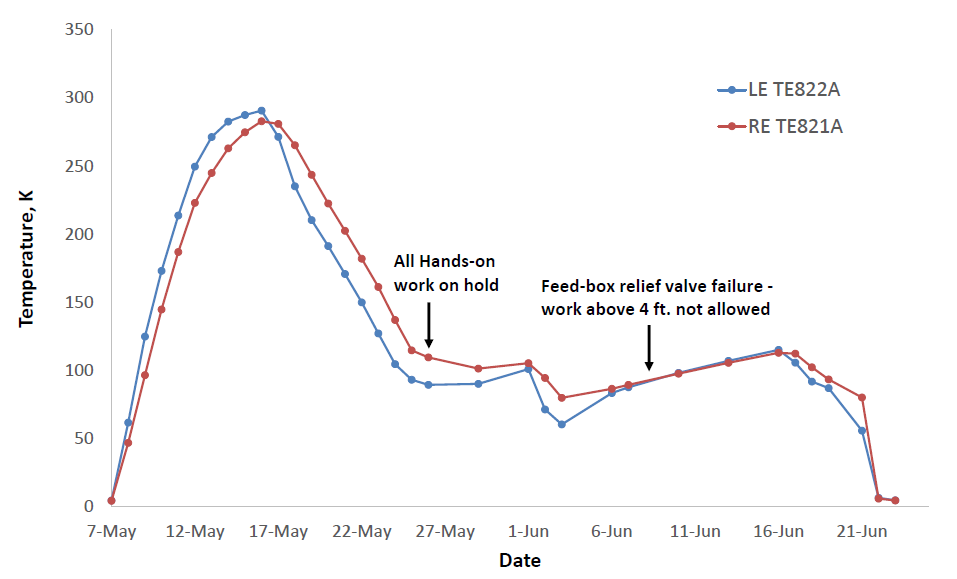 350
300
250
200
150
100
50
0
Temperature, K
LE TE822A
RE TE821A
All Hands-on
work on hold
Feed-box relief valve failure -
work above 4 ft. not allowed
7-May 12-May 17-May 22-May 27-May 1-Jun 6-Jun 11-Jun 16-Jun 21-Jun
Date